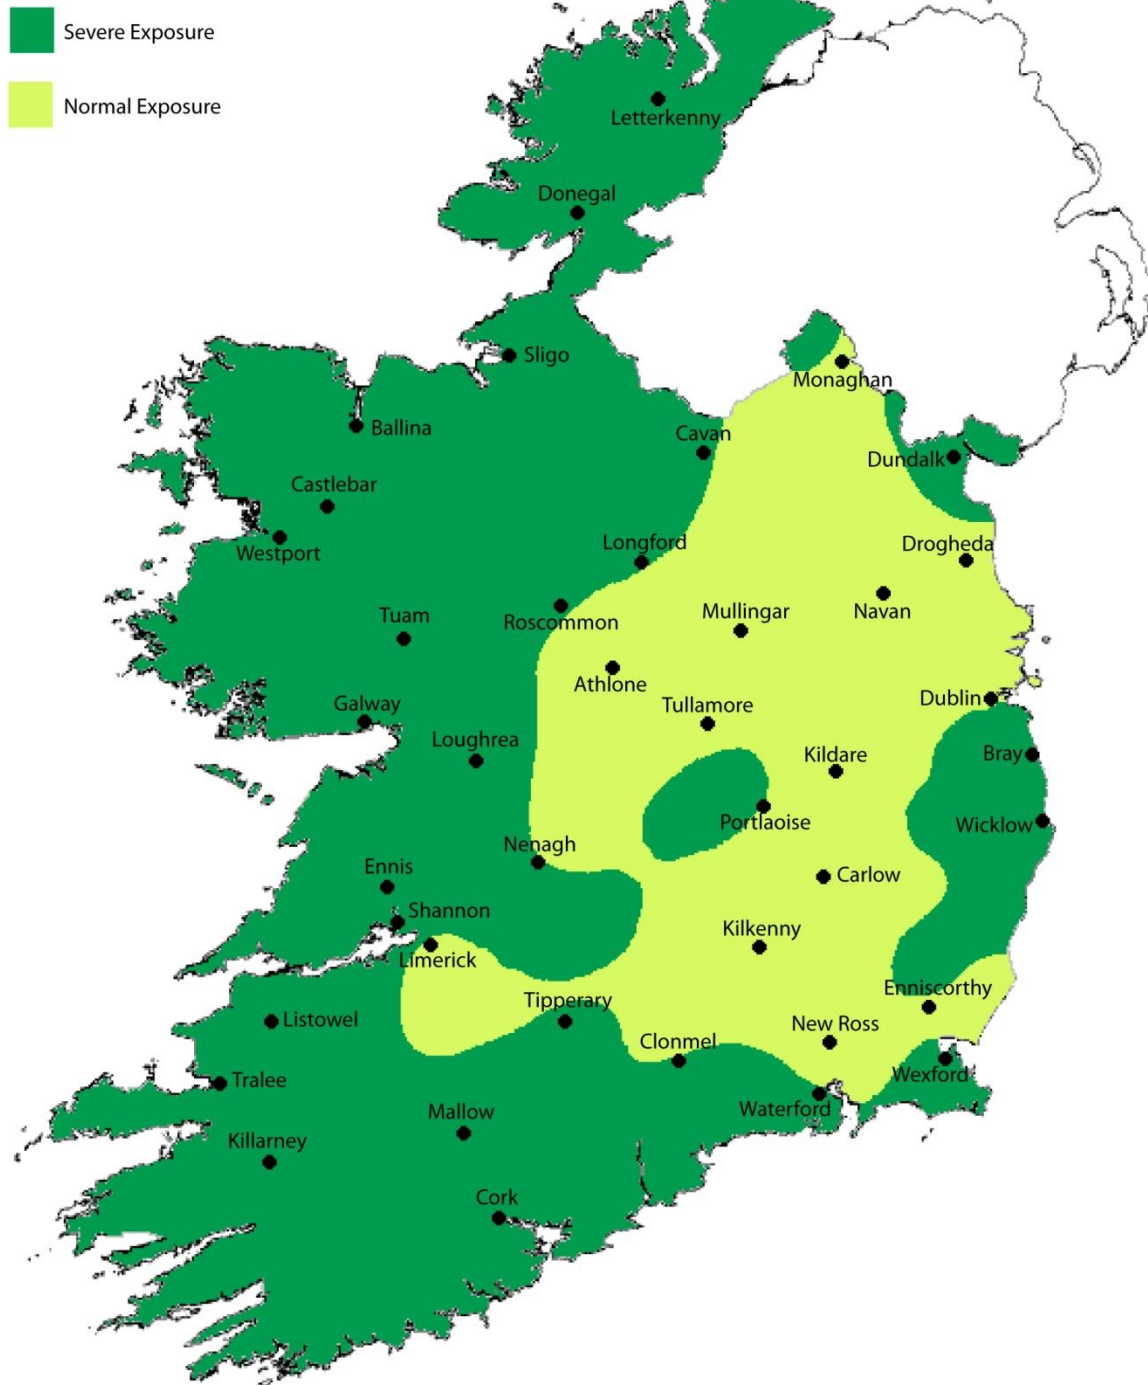 Severe Exposure
Normal Exposure
Letterkenny
Donegal
Sligo
Monaghan
Ballina
Cavan
Dundalk
Castlebar
Westport
Longford
Drogheda
Tuam
Roscommon
Mullingar
Navan
Athlone
Galway
Tullamore
Dublin
Loughrea
Kildare
Bray
Portlaoise
Wicklow
Nenagh
Ennis
Carlow
Shannon
Kilkenny
Limerick
Enniscorthy
Tipperary
Listowel
New Ross
Clonmel
Wexford
Tralee
Waterford
Mallow
Killarney
Cork